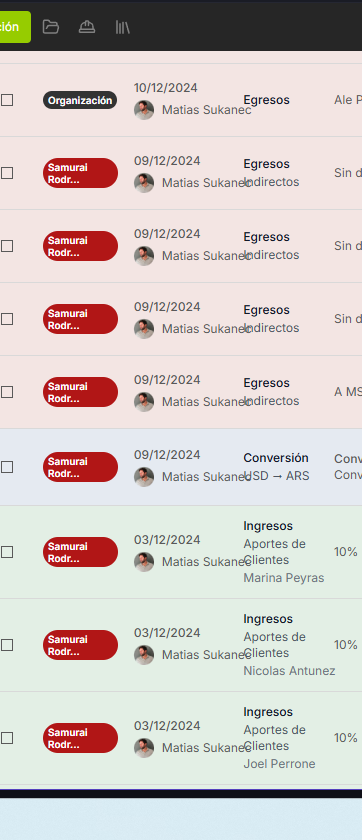 ción
10/12/2024
Organización
Matias Sukanec
Egresos
Ale P
09/12/2024
Samurai
Rodr...
Matias Sukanec
Egresos
Indirectos
Sin d
09/12/2024
Samurai
Rodr...
Matias Sukanec
Egresos
Indirectos
Sin d
09/12/2024
Samurai
Rodr...
Matias Sukanec
Egresos
Indirectos
Sin d
09/12/2024
Samurai
Rodr...
Matias Sukanec
Egresos
Indirectos
A MS
09/12/2024
Samurai
Rodr...
Matias Sukanec
Conversión
USD → ARS
Conv
Conv
03/12/2024
Samurai
Rodr...
Matias Sukanec
Ingresos
Aportes de
Clientes
Marina Peyras
10%
03/12/2024
Samurai
Rodr...
Matias Sukanec
Ingresos
Aportes de
Clientes
Nicolas Antunez
10%
03/12/2024
Samurai
Rodr...
Matias Sukanec
Ingresos
Aportes de
Clientes
Joel Perrone
10%